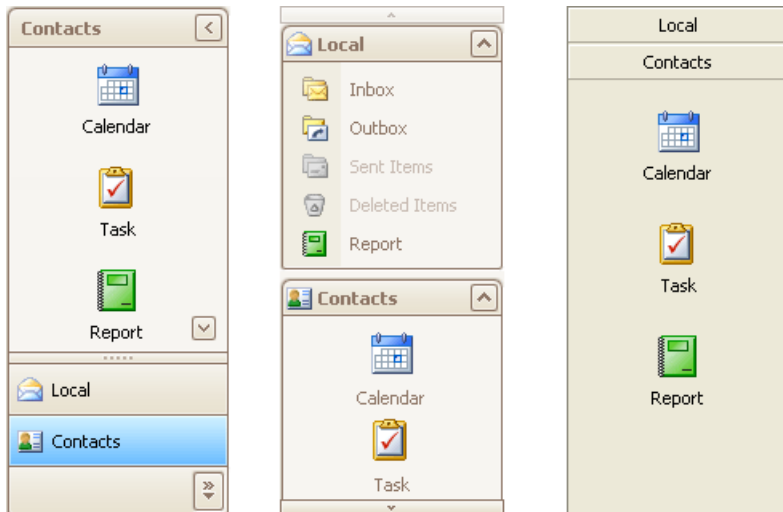 Contacts
Calendar
Task
Report
Local
Contacts
Local
Inbox
Outbox
Sent Items
Deleted Items
Report
Contacts
Calendar
Task
Local
Contacts
Calendar
Task
Report